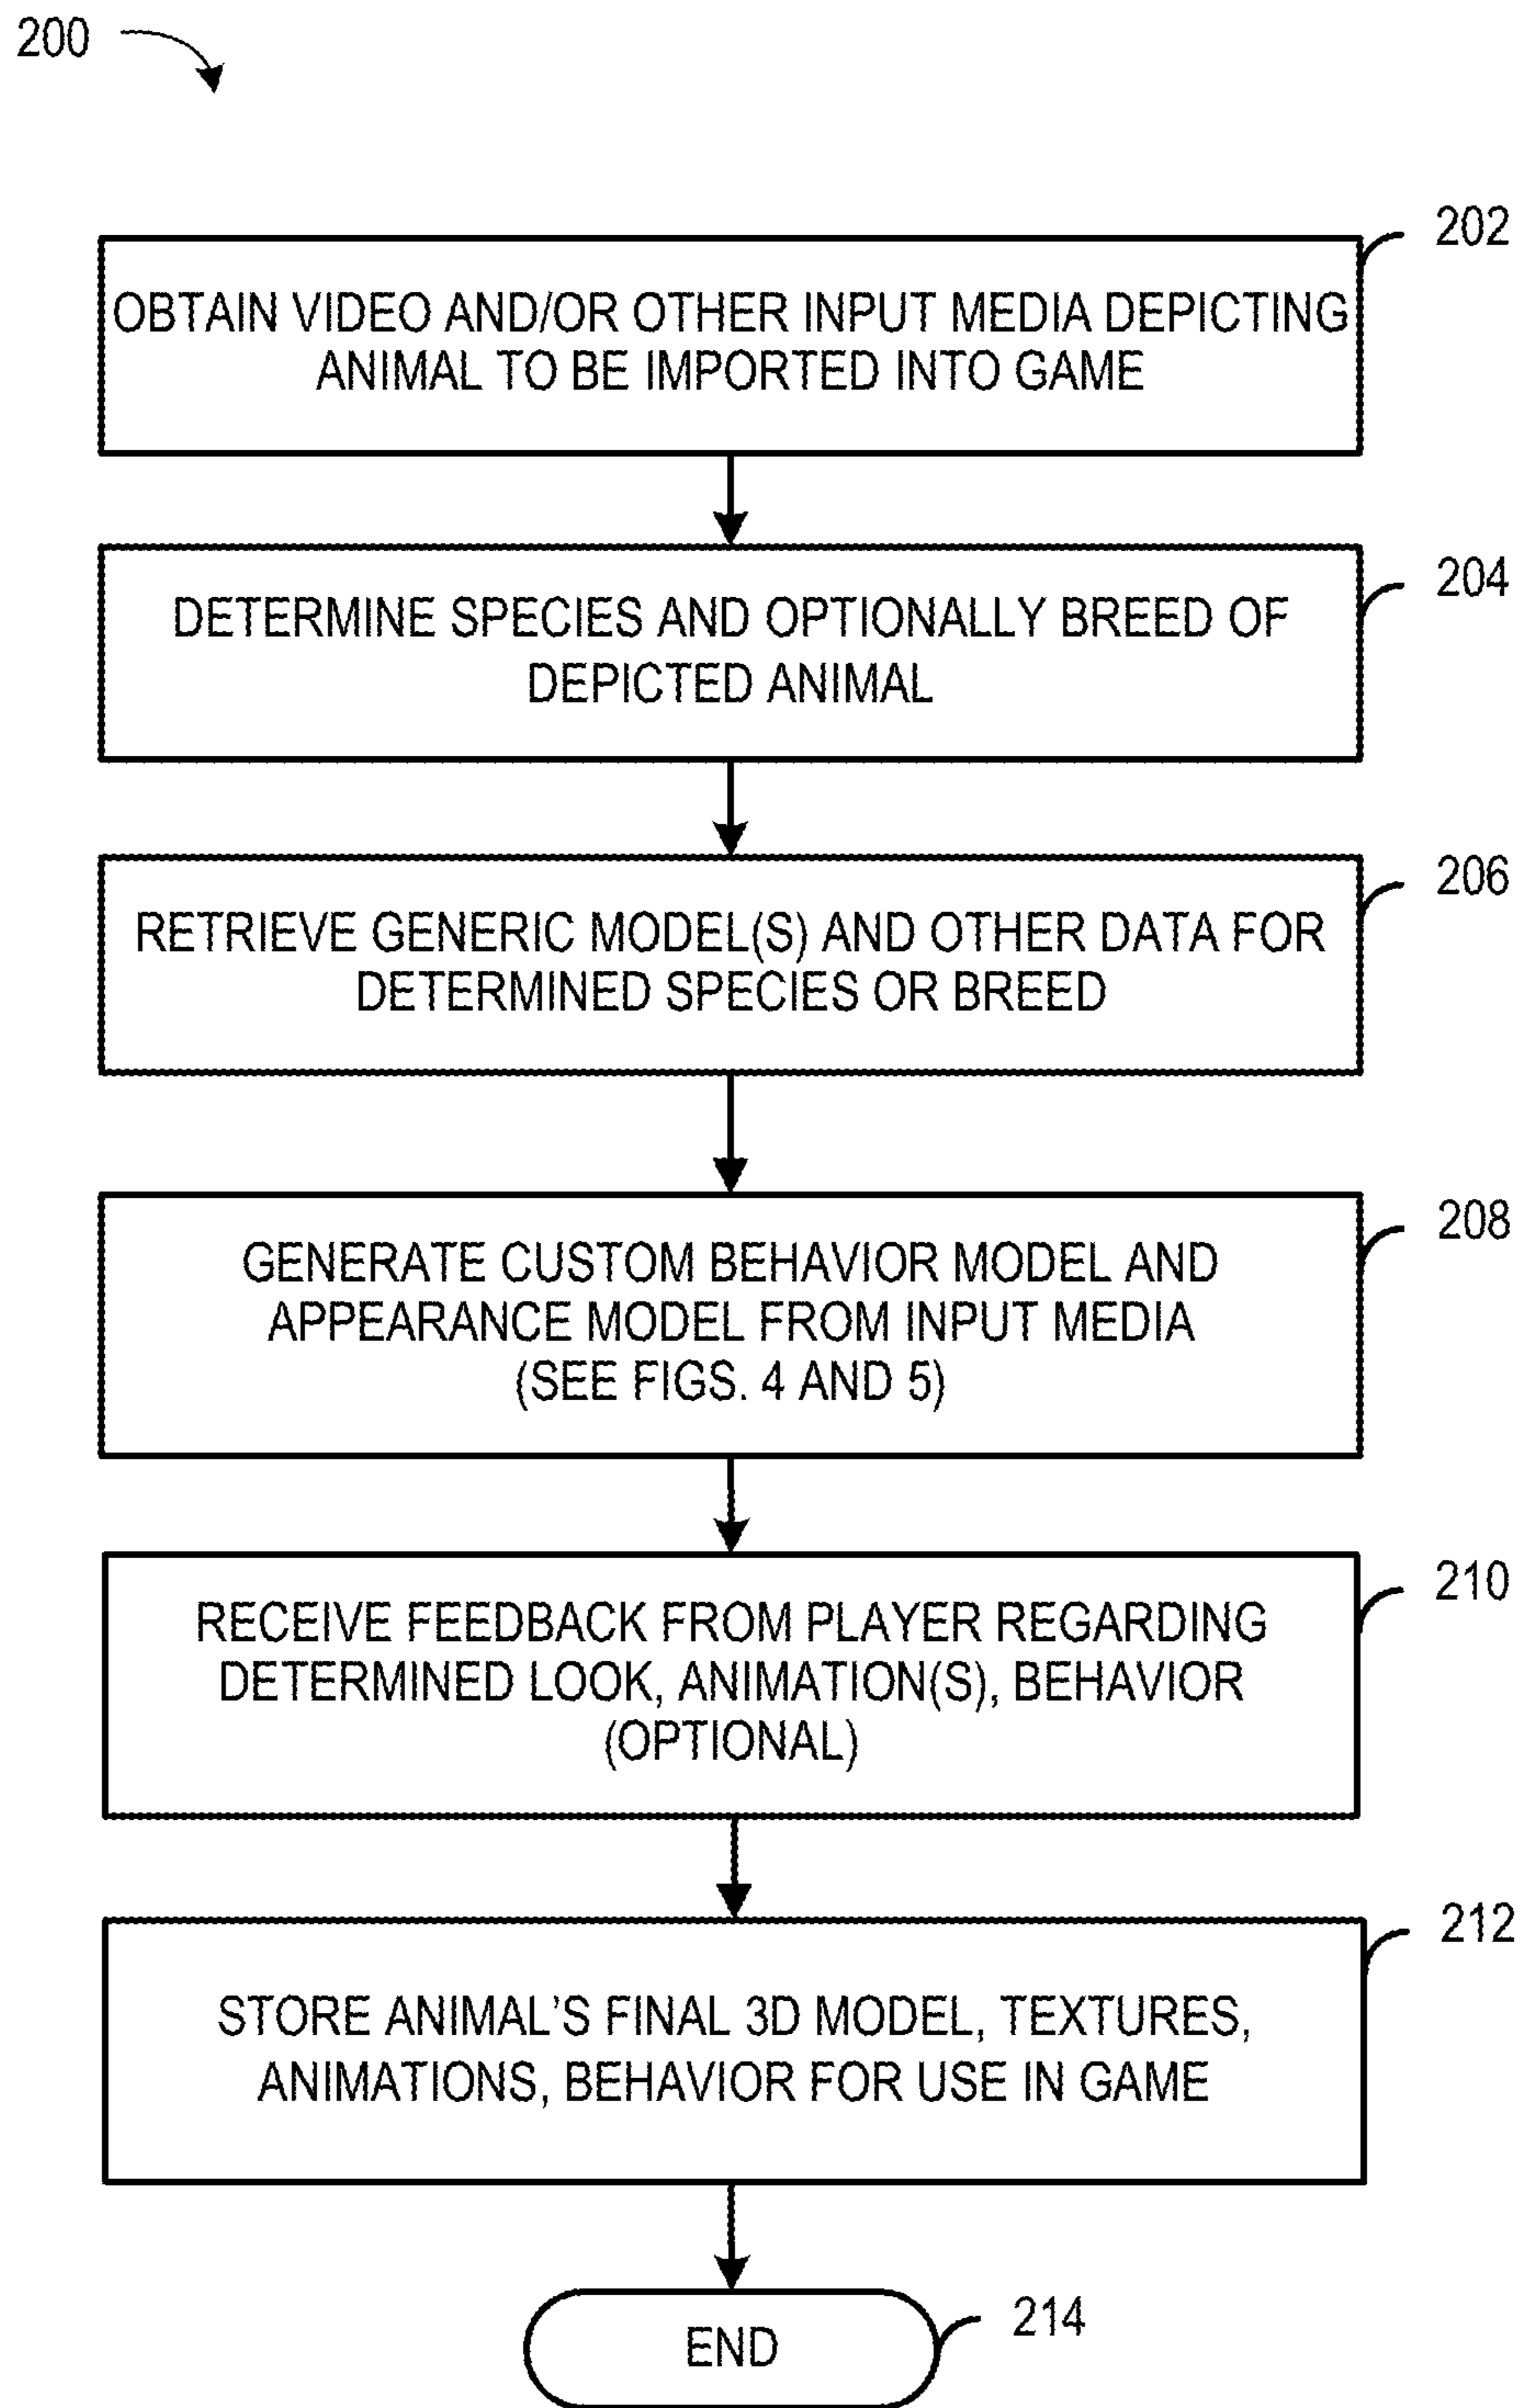 200
202
OBTAIN VIDEO AND/OR OTHER INPUT MEDIA DEPICTING
ANIMAL TO BE IMPORTED INTO GAME
204
DETERMINE SPECIES AND OPTIONALLY BREED OF
DEPICTED ANIMAL
206
RETRIEVE GENERIC MODEL(S) AND OTHER DATA FOR
DETERMINED SPECIES OR BREED
208
GENERATE CUSTOM BEHAVIOR MODEL AND
APPEARANCE MODEL FROM INPUT MEDIA
(SEE FIGS. 4 AND 5)
210
RECEIVE FEEDBACK FROM PLAYER REGARDING
DETERMINED LOOK, ANIMATION(S), BEHAVIOR
(OPTIONAL)
212
STORE ANIMAL'S FINAL 3D MODEL, TEXTURES,
ANIMATIONS, BEHAVIOR FOR USE IN GAME
214
END